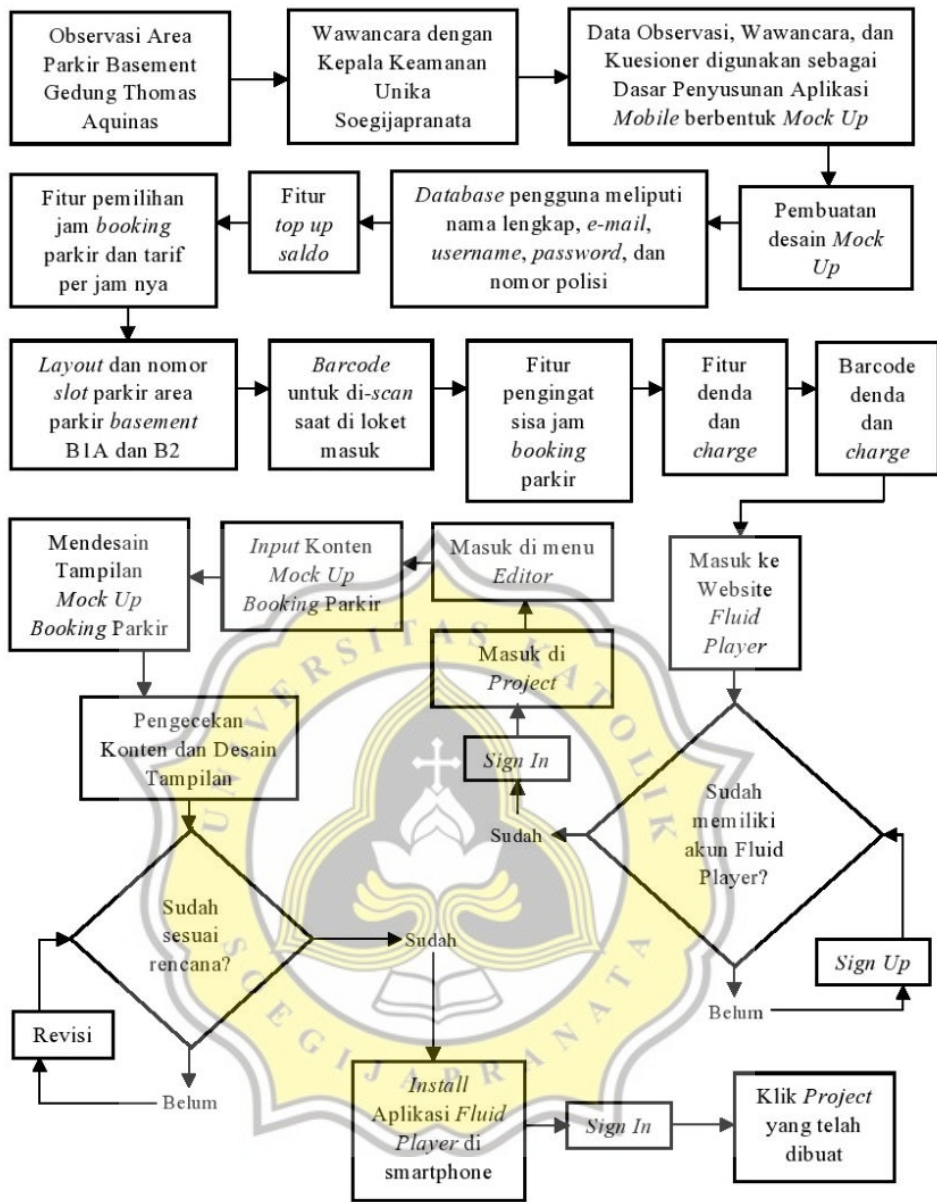 Observasi Area
Parkir Basement
Gedung Thomas
Aquinas
Wawancara dengan
Kepala Keamanan
Unika
Soegijapranata
Data Observasi, Wawancara, dan
Kuesioner digunakan sebagai
Dasar Penyusunan Aplikasi
Mobile berbentuk Mock Up
Pembuatan
desain Mock
Up
Database pengguna meliputi
nama lengkap, e-mail,
username, password, dan
nomor polisi
Fitur
top up
saldo
Fitur pemilihan
jam booking
parkir dan tarif
per jam nya
Layout dan nomor
slot parkir area
parkir basement
B1A dan B2
Barcode
untuk di-scan
saat di loket
masuk
Fitur
pengingat
sisa jam
booking
parkir
Fitur
denda
dan
charge
Barcode
denda
dan
charge
Masuk ke
Website
Fluid
Player
Sudah
memiliki
akun Fluid
Player?
Belum
Sign Up
Sudah
Sign In
Masuk di
Project
Masuk di menu
Editor
Input Konten
Mock Up
Booking Parkir
Mendesain
Tampilan
Mock Up
Booking Parkir
Pengecekan
Konten dan Desain
Tampilan
Sudah
sesuai
rencana?
Belum
Revisi
Sudah
Install
Aplikasi Fluid
Player di
smartphone
Sign In
Klik Project
yang telah
dibuat
UNIVERSITAS KATOLIK
SOEGIJAPRANATA